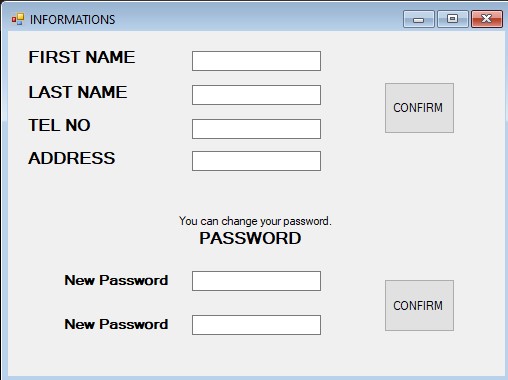 INFORMATIONS
FIRST NAME
LAST NAME
CONFIRM
TEL NO
ADDRESS
You can change your password.
PASSWORD
New Password
CONFIRM
New Password